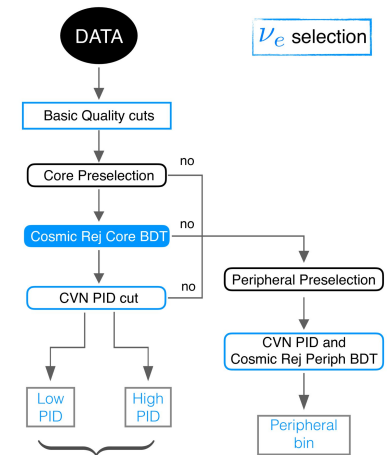 DATA
νe selection
Basic Quality cuts
no
Core Preselection
no
Cosmic Rej Core BDT
Peripheral Preselection
no
CVN PID cut
CVN PID and
Cosmic Rej Periph BDT
Low
PID
High
PID
Peripheral
bin